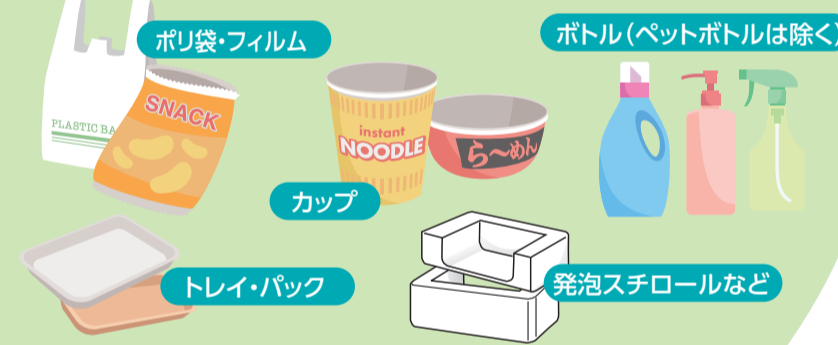 ポリ袋・フィルム
ボトル（ペットボトルは除く）
PLASTIC BA
SNACK
instant
NOODLE
ら〜めん
カップ
トレイ・パック
発泡スチロールなど